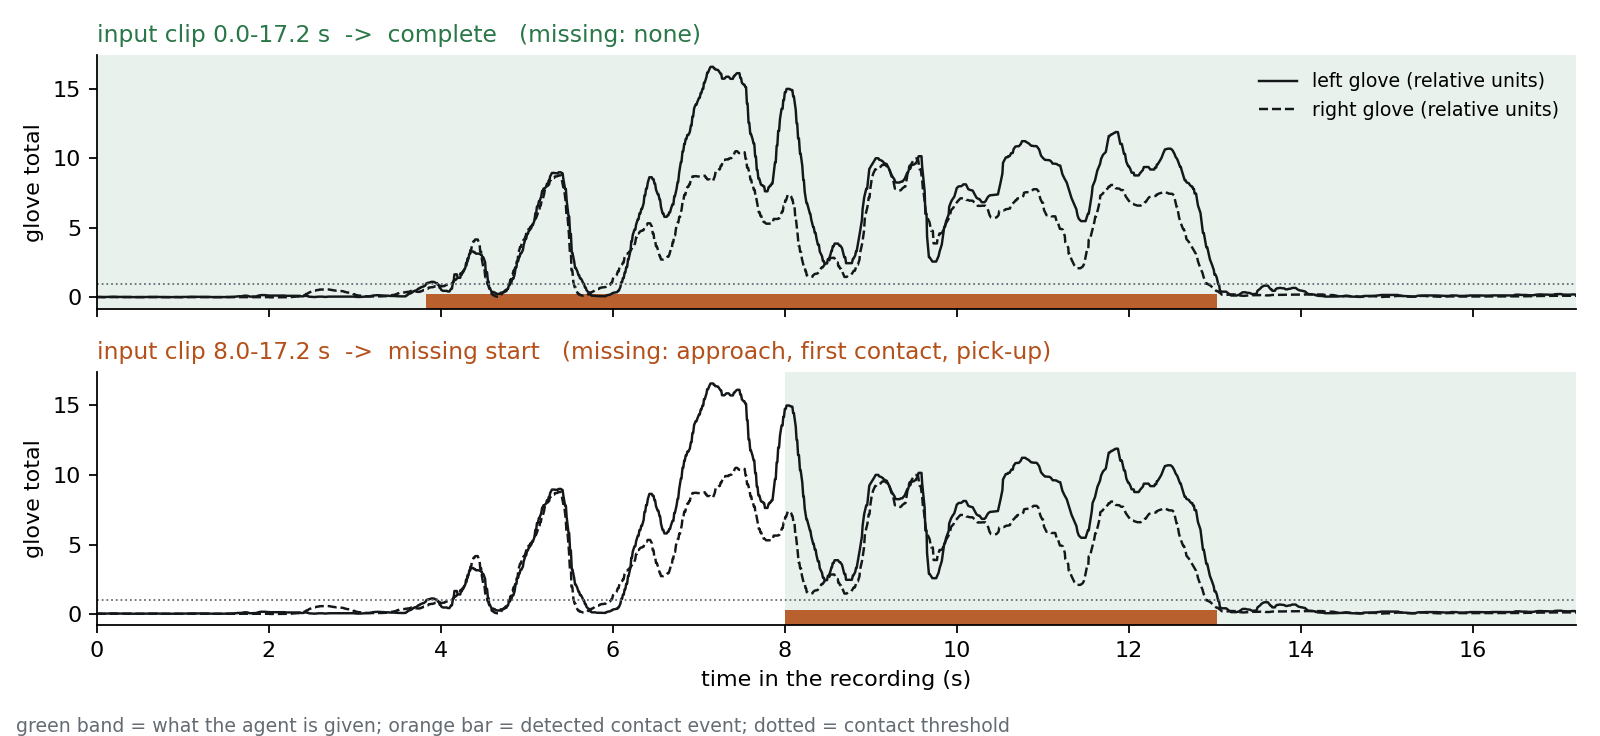 input clip 0.0-17.2 s  ->  complete   (missing: none)
15
10
5
0
glove total
left glove (relative units)
right glove (relative units)
input clip 8.0-17.2 s  ->  missing start   (missing: approach, first contact, pick-up)
15
10
5
0
glove total
0 2 4 6 8 10 12 14 16
time in the recording (s)
green band = what the agent is given; orange bar = detected contact event; dotted = contact threshold